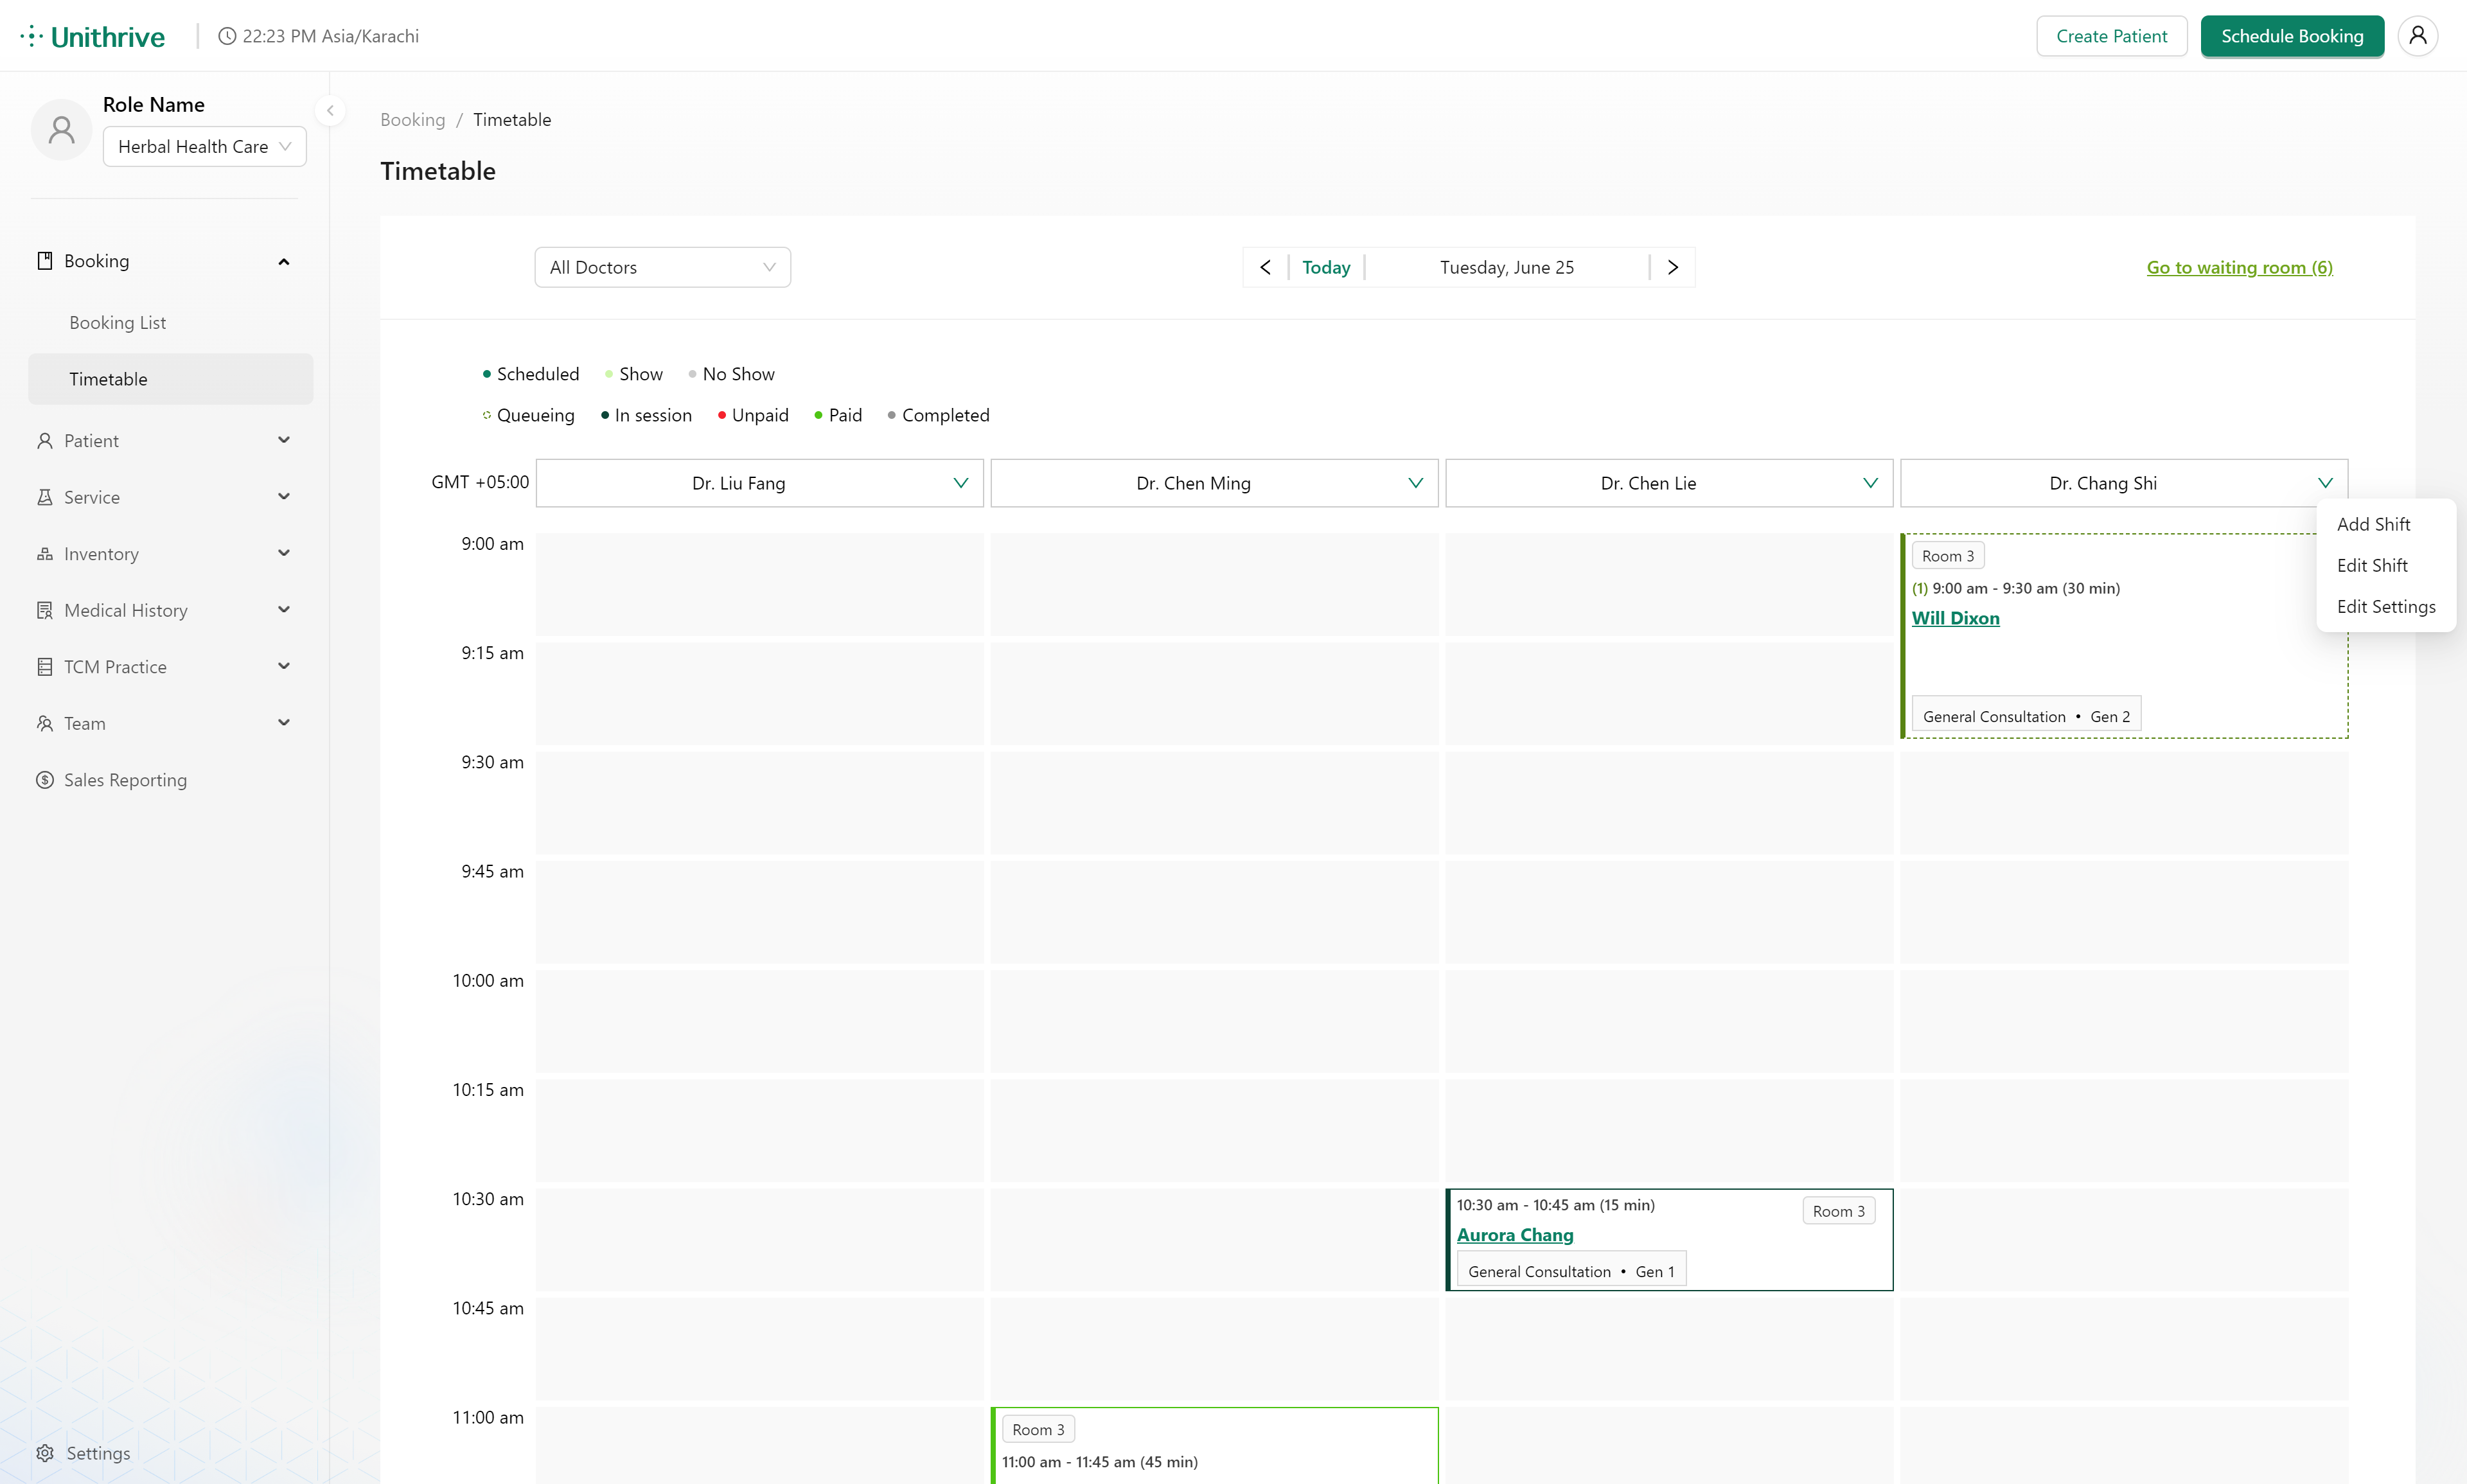 Unithrive
22:23 PM Asia/Karachi
Create Patient
Schedule Booking
Role Name
Herbal Health Care
Booking
Booking List
Timetable
Patient
Service
Inventory
Medical History
TCM Practice
Team
Sales Reporting
Settings
Booking / Timetable
Timetable
All Doctors
Today
Tuesday, June 25
Go to waiting room (6)
Scheduled Show No Show
Queueing In session Unpaid Paid Completed
GMT +05:00
Dr. Liu Fang
Dr. Chen Ming
Dr. Chen Lie
Dr. Chang Shi
Add Shift
Edit Shift
Edit Settings
9:00 am
Room 3
(1) 9:00 am - 9:30 am (30 min)
Will Dixon
General Consultation • Gen 2
9:15 am
9:30 am
9:45 am
10:00 am
10:15 am
10:30 am
10:30 am - 10:45 am (15 min)
Room 3
Aurora Chang
General Consultation • Gen 1
10:45 am
11:00 am
Room 3
11:00 am - 11:45 am (45 min)